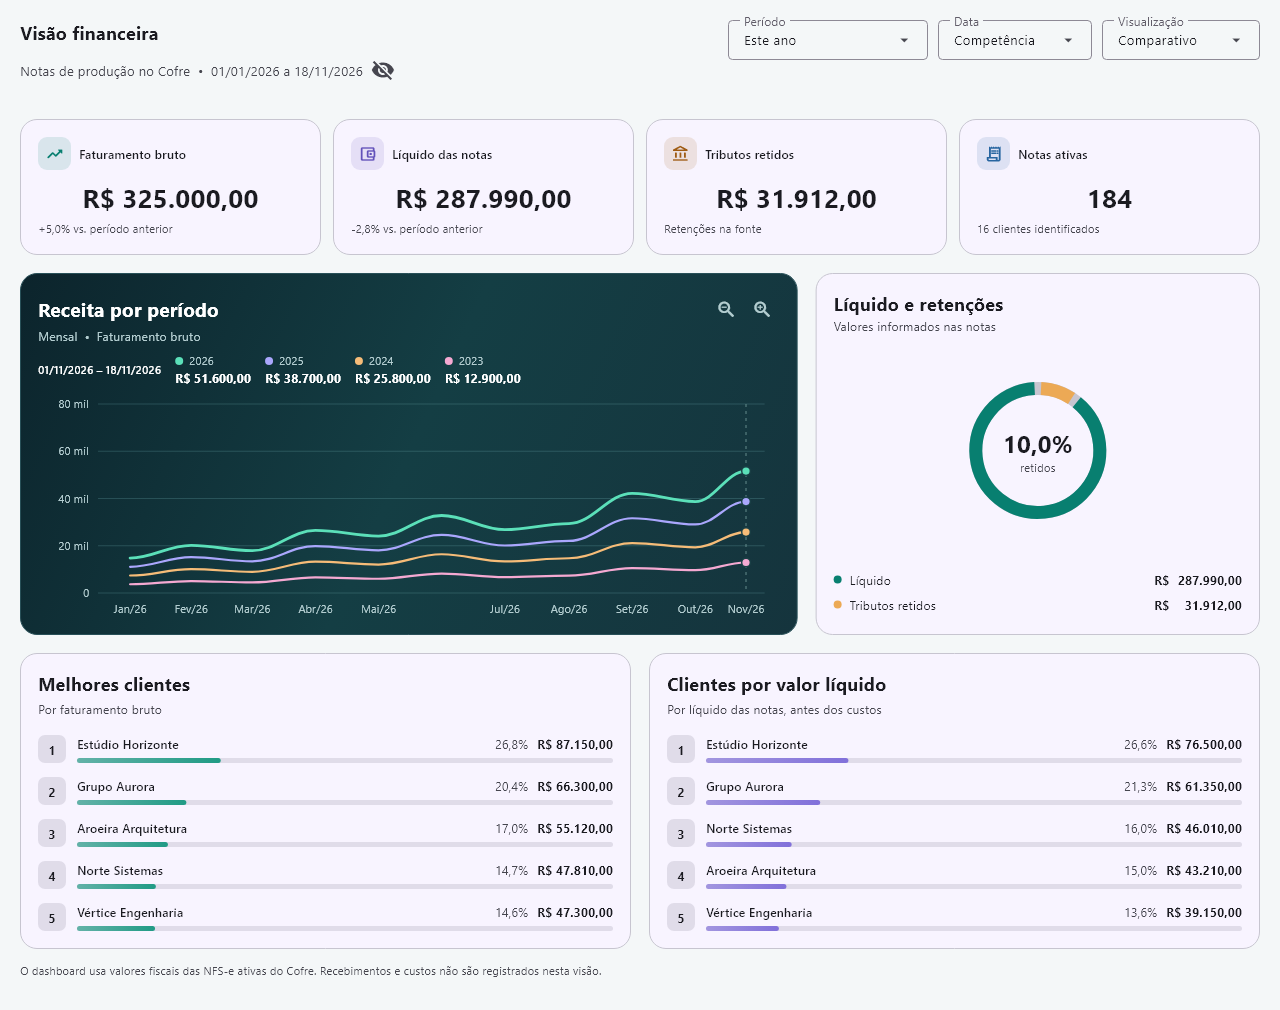 Visão financeira
Notas de produção no Cofre • 01/01/2026 a 18/11/2026
Período
Este ano
Data
Competência
Visualização
Comparativo
Faturamento bruto
R$ 325.000,00
+5,0% vs. período anterior
Líquido das notas
R$ 287.990,00
-2,8% vs. período anterior
Tributos retidos
R$ 31.912,00
Retenções na fonte
Notas ativas
184
16 clientes identificados
Receita por período
Mensal • Faturamento bruto
01/11/2026 – 18/11/2026
2026
R$ 51.600,00
2025
R$ 38.700,00
2024
R$ 25.800,00
2023
R$ 12.900,00
80 mil
60 mil
40 mil
20 mil
0
Jan/26 Fev/26 Mar/26 Abr/26 Mai/26 Jul/26 Ago/26 Set/26 Out/26 Nov/26
Líquido e retenções
Valores informados nas notas
10,0%
retidos
Líquido R$ 287.990,00
Tributos retidos R$ 31.912,00
Melhores clientes
Por faturamento bruto
1 Estúdio Horizonte 26,8% R$ 87.150,00
2 Grupo Aurora 20,4% R$ 66.300,00
3 Aroeira Arquitetura 17,0% R$ 55.120,00
4 Norte Sistemas 14,7% R$ 47.810,00
5 Vértice Engenharia 14,6% R$ 47.300,00
Clientes por valor líquido
Por líquido das notas, antes dos custos
1 Estúdio Horizonte 26,6% R$ 76.500,00
2 Grupo Aurora 21,3% R$ 61.350,00
3 Norte Sistemas 16,0% R$ 46.010,00
4 Aroeira Arquitetura 15,0% R$ 43.210,00
5 Vértice Engenharia 13,6% R$ 39.150,00
O dashboard usa valores fiscais das NFS-e ativas do Cofre. Recebimentos e custos não são registrados nesta visão.